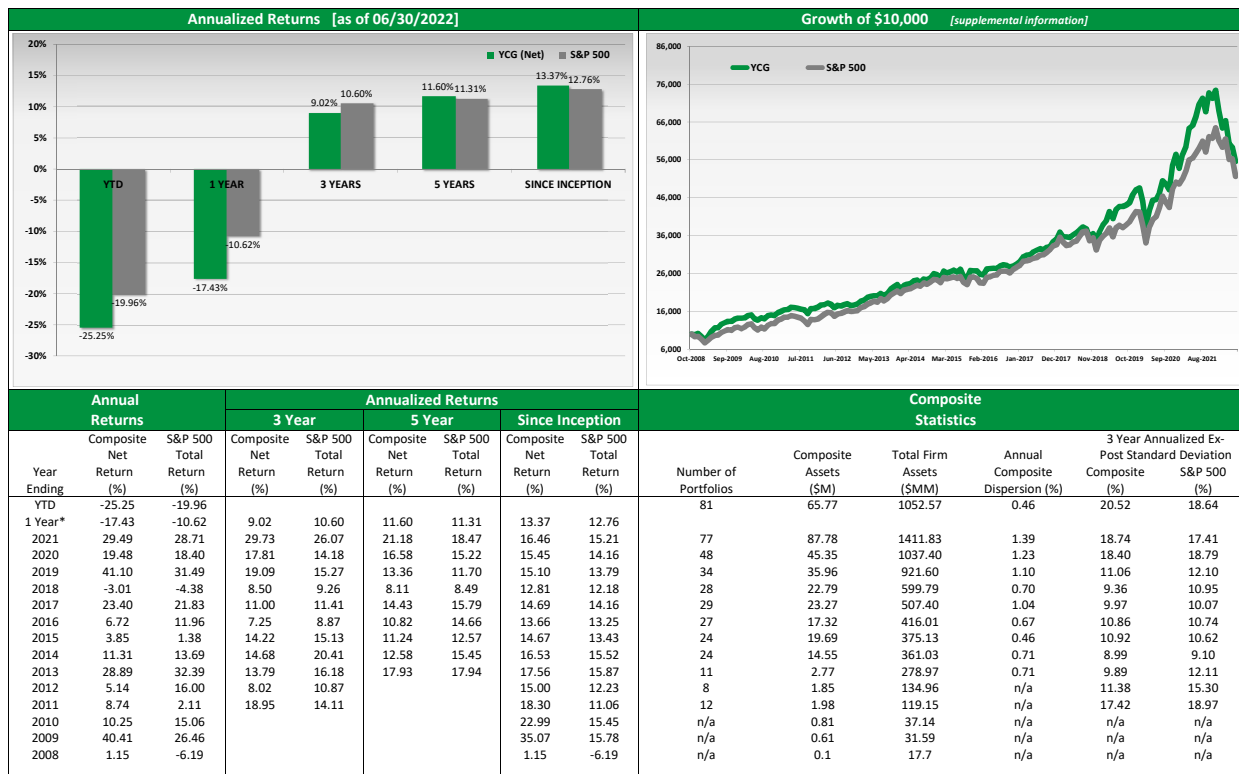 Annualized Returns [as of 06/30/2022]
20%
15%
10%
5%
0%
-5%
-10%
-15%
-20%
-25%
-30%
YCG (Net) S&P 500
-25.25%
-19.96%
-17.43%
-10.62%
9.02%
10.60%
11.60%
11.31%
13.37%
12.76%
YTD 1 YEAR 3 YEARS 5 YEARS SINCE INCEPTION
Growth of $10,000 [supplemental information]
86,000
76,000
66,000
56,000
46,000
36,000
26,000
16,000
6,000
YCG S&P 500
Oct-2008 Sep-2009 Aug-2010 Jul-2011 Jun-2012 May-2013 Apr-2014 Mar-2015 Feb-2016 Jan-2017 Dec-2017 Nov-2018 Oct-2019 Sep-2020 Aug-2021
Annual Annualized Returns Composite
Returns 3 Year 5 Year Since Inception Statistics
Composite S&P 500 Composite S&P 500 Composite S&P 500 Composite S&P 500 3 Year Annualized Ex-
Net Total Net Total Net Total Net Total Composite Total Firm Annual Post Standard Deviation
Year Return Return Return Return Return Return Return Return Number of Assets Assets Composite Composite S&P 500
Ending (%) (%) (%) (%) (%) (%) (%) (%) Portfolios ($M) ($MM) Dispersion (%) (%) (%)
YTD -25.25 -19.96 81 65.77 1052.57 0.46 20.52 18.64
1 Year* -17.43 -10.62 9.02 10.60 11.60 11.31 13.37 12.76
2021 29.49 28.71 29.73 26.07 21.18 18.47 16.46 15.21 77 87.78 1411.83 1.39 18.74 17.41
2020 19.48 18.40 17.81 14.18 16.58 15.22 15.45 14.16 48 45.35 1037.40 1.23 18.40 18.79
2019 41.10 31.49 19.09 15.27 13.36 11.70 15.10 13.79 34 35.96 921.60 1.10 11.06 12.10
2018 -3.01 -4.38 8.50 9.26 8.11 8.49 12.81 12.18 28 22.79 599.79 0.70 9.36 10.95
2017 23.40 21.83 11.00 11.41 14.43 15.79 14.69 14.16 29 23.27 507.40 1.04 9.97 10.07
2016 6.72 11.96 7.25 8.87 10.82 14.66 13.66 13.25 27 17.32 416.01 0.67 10.86 10.74
2015 3.85 1.38 14.22 15.13 11.24 12.57 14.67 13.43 24 19.69 375.13 0.46 10.92 10.62
2014 11.31 13.69 14.68 20.41 12.58 15.45 16.53 15.52 24 14.55 361.03 0.71 8.99 9.10
2013 28.89 32.39 13.79 16.18 17.93 17.94 17.56 15.87 11 2.77 278.97 0.71 9.89 12.11
2012 5.14 16.00 8.02 10.87 15.00 12.23 8 1.85 134.96 n/a 11.38 15.30
2011 8.74 2.11 18.95 14.11 18.30 11.06 12 1.98 119.15 n/a 17.42 18.97
2010 10.25 15.06 22.99 15.45 n/a 0.81 37.14 n/a n/a n/a
2009 40.41 26.46 35.07 15.78 n/a 0.61 31.59 n/a n/a n/a
2008 1.15 -6.19 1.15 -6.19 n/a 0.1 17.7 n/a n/a n/a